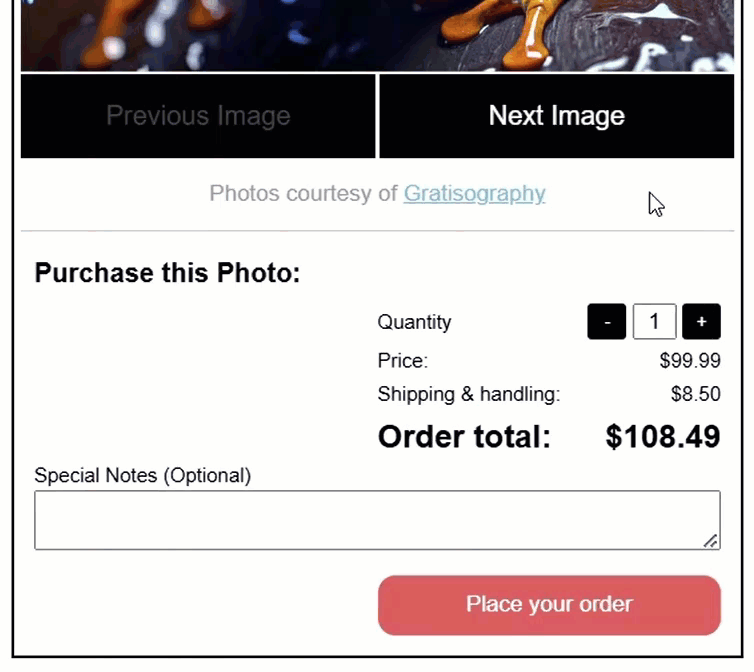 Previous Image Next Image
Photos courtesy of Gratisography
Purchase this Photo:
Quantity - 1 +
Price: $99.99
Shipping & handling: $8.50
Order total: $108.49
Special Notes (Optional)
Place your order